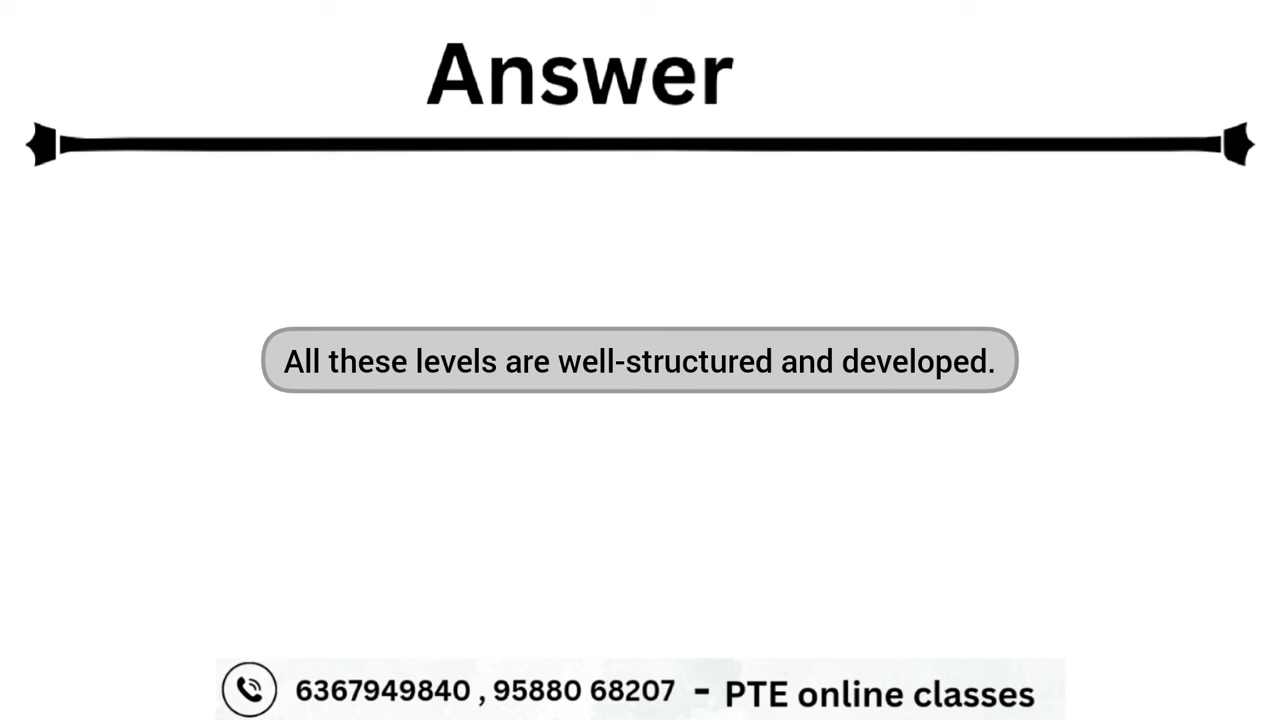 Answer
All these levels are well-structured and developed.
6367949840 , 95880 68207 - PTE online classes